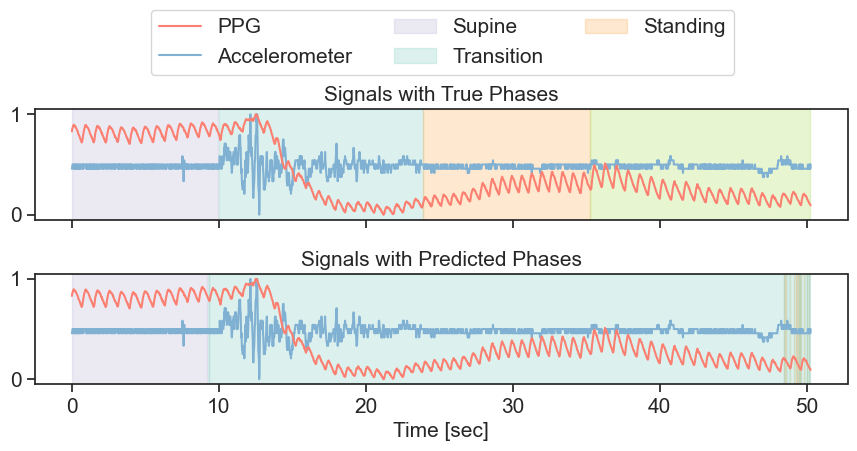 PPG Supine Standing
Accelerometer Transition
Signals with True Phases
1
0
Signals with Predicted Phases
1
0
0 10 20 30 40 50
Time [sec]